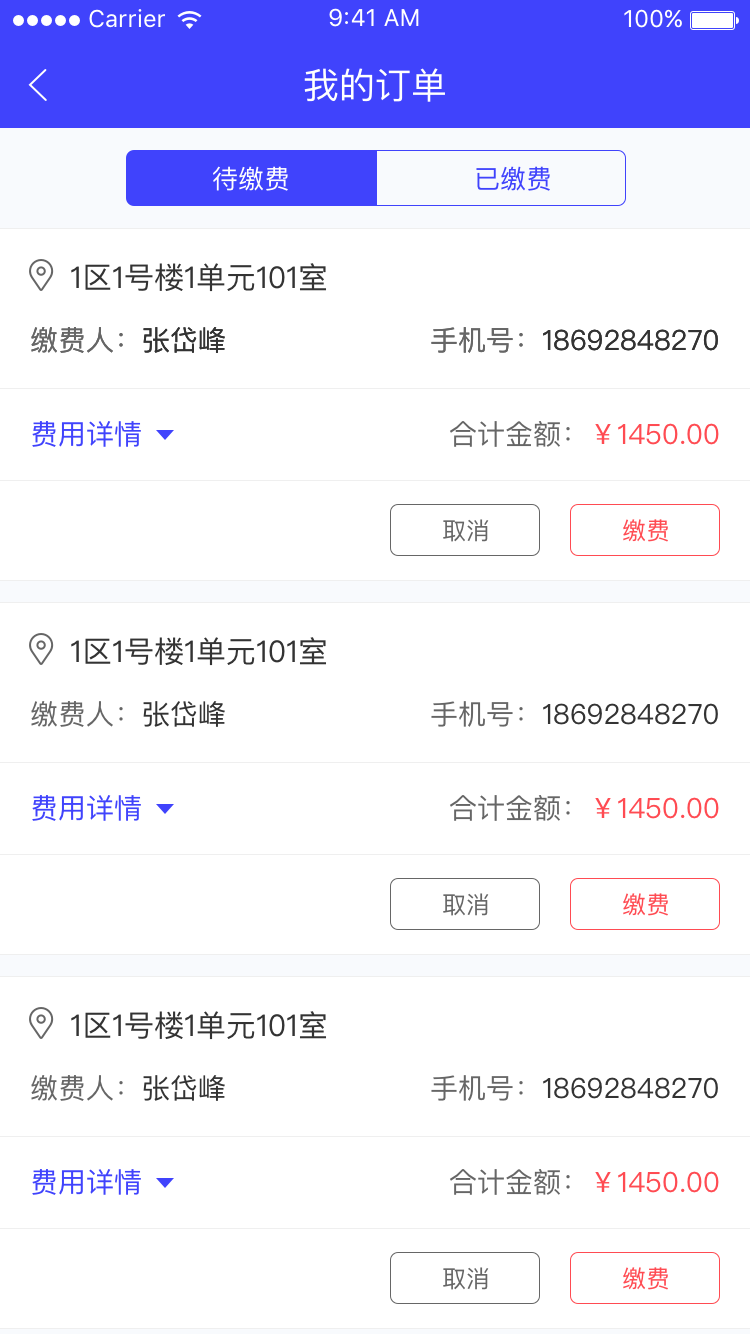 Carrier 9:41 AM 100%
我的订单
待缴费 已缴费
1区1号楼1单元101室
缴费人：张岱峰 手机号：18692848270
费用详情 合计金额：￥1450.00
取消 缴费
1区1号楼1单元101室
缴费人：张岱峰 手机号：18692848270
费用详情 合计金额：￥1450.00
取消 缴费
1区1号楼1单元101室
缴费人：张岱峰 手机号：18692848270
费用详情 合计金额：￥1450.00
取消 缴费